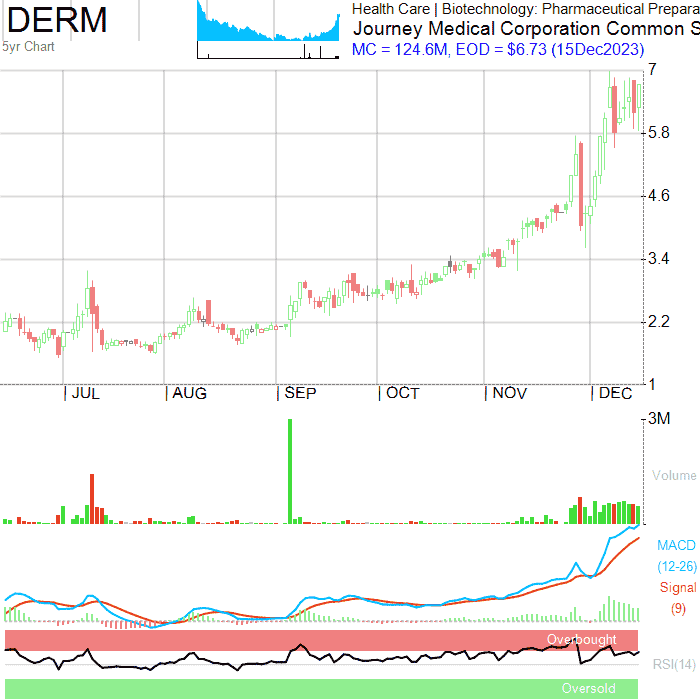 DERM
5yr Chart
Health Care | Biotechnology: Pharmaceutical Prepara
Journey Medical Corporation Common S
MC = 124.6M, EOD = $6.73 (15Dec2023)
7
5.8
4.6
3.4
2.2
1
JUL AUG SEP OCT NOV DEC
3M
Volume
MACD
(12-26)
Signal
(9)
Overbought
RSI(14)
Oversold